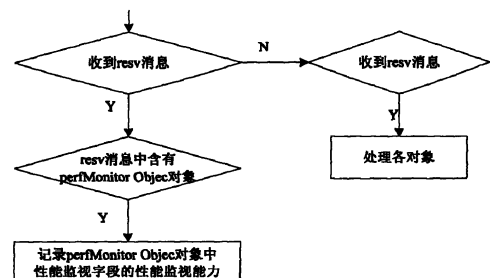 收到resv消息
N
收到resv消息
Y
Y
resv消息中含有
perfMonitor Objec对象
处理各对象
Y
记录perfMonitor Objec对象中
性能监视字段的性能监视能力